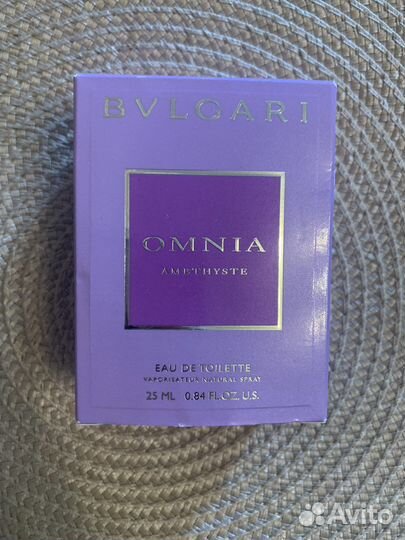 BVLGARI
OMNIA
AMETHYSTE
EAU DE TOILETTE
VAPORISATEUR NATURAL SPRAY
25 ML 0.84 FL.OZ. U.S.
Avito